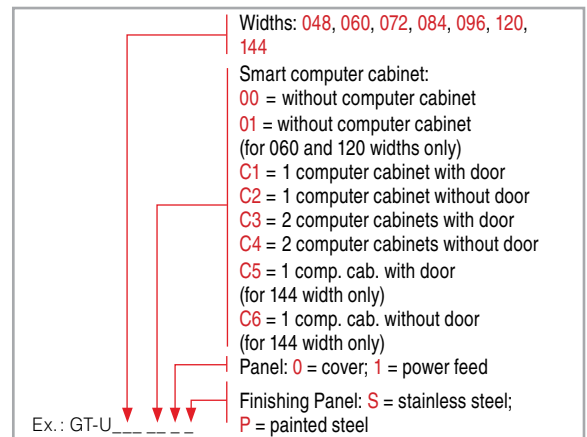 Widths: 048, 060, 072, 084, 096, 120,
144
Smart computer cabinet:
00 = without computer cabinet
01 = without computer cabinet
(for 060 and 120 widths only)
C1 = 1 computer cabinet with door
C2 = 1 computer cabinet without door
C3 = 2 computer cabinets with door
C4 = 2 computer cabinets without door
C5 = 1 comp. cab. with door
(for 144 width only)
C6 = 1 comp. cab. without door
(for 144 width only)
Panel: 0 = cover; 1 = power feed
Finishing Panel: S = stainless steel;
P = painted steel
Ex.: GT-U___ __ _ _